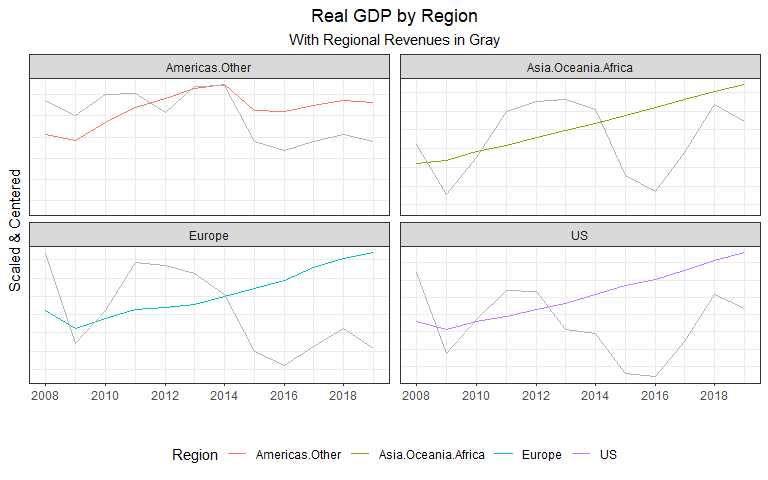 Real GDP by Region
With Regional Revenues in Gray
Americas.Other
Asia.Oceania.Africa
Scaled & Centered
Europe
US
2008 2010 2012 2014 2016 2018
2008 2010 2012 2014 2016 2018
Region Americas.Other Asia.Oceania.Africa Europe US